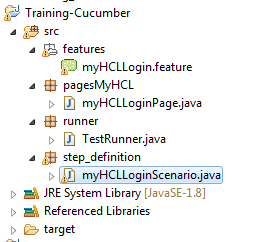 Training-Cucumber
src
features
myHCLLogin.feature
pagesMyHCL
myHCLLoginPage.java
runner
TestRunner.java
step_definition
myHCLLoginScenario.java
JRE System Library [JavaSE-1.8]
Referenced Libraries
target